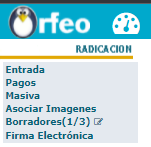 Orfeo
RADICACION
Entrada
Pagos
Masiva
Asociar Imagenes
Borradores(1/3)
Firma Electrónica